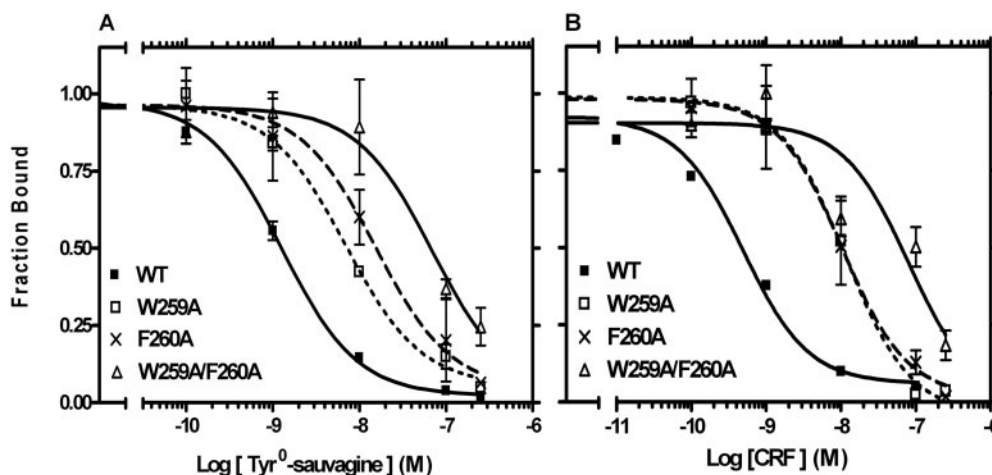 A
B
Fraction Bound
1.00
0.75
0.50
0.25
0.00
WT
W259A
F260A
W259A/F260A
WT
W259A
F260A
W259A/F260A
-10 -9 -8 -7 -6
-11 -10 -9 -8 -7 -6
Log [ Tyr⁰-sauvagine] (M)
Log [CRF] (M)